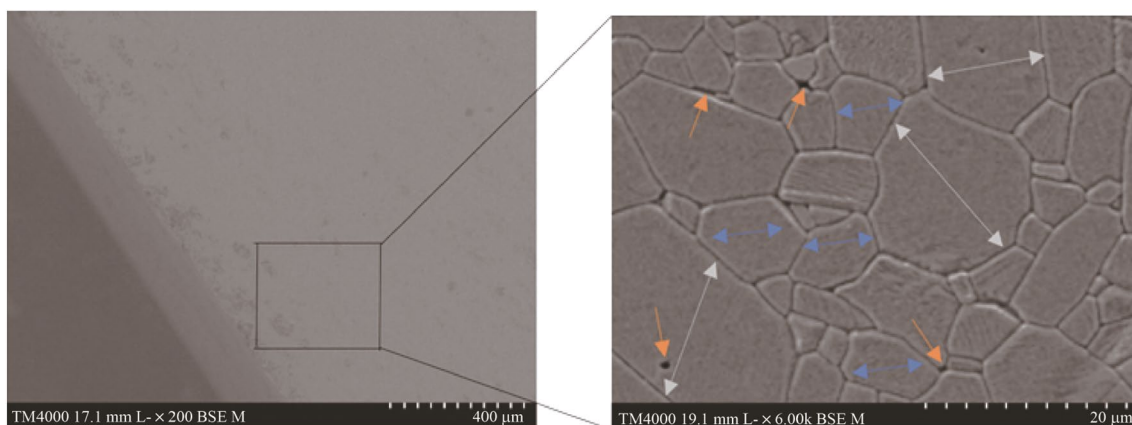 TM4000 17.1 mm L- × 200 BSE M 400 μm
TM4000 19.1 mm L- × 6.00k BSE M 20 μm